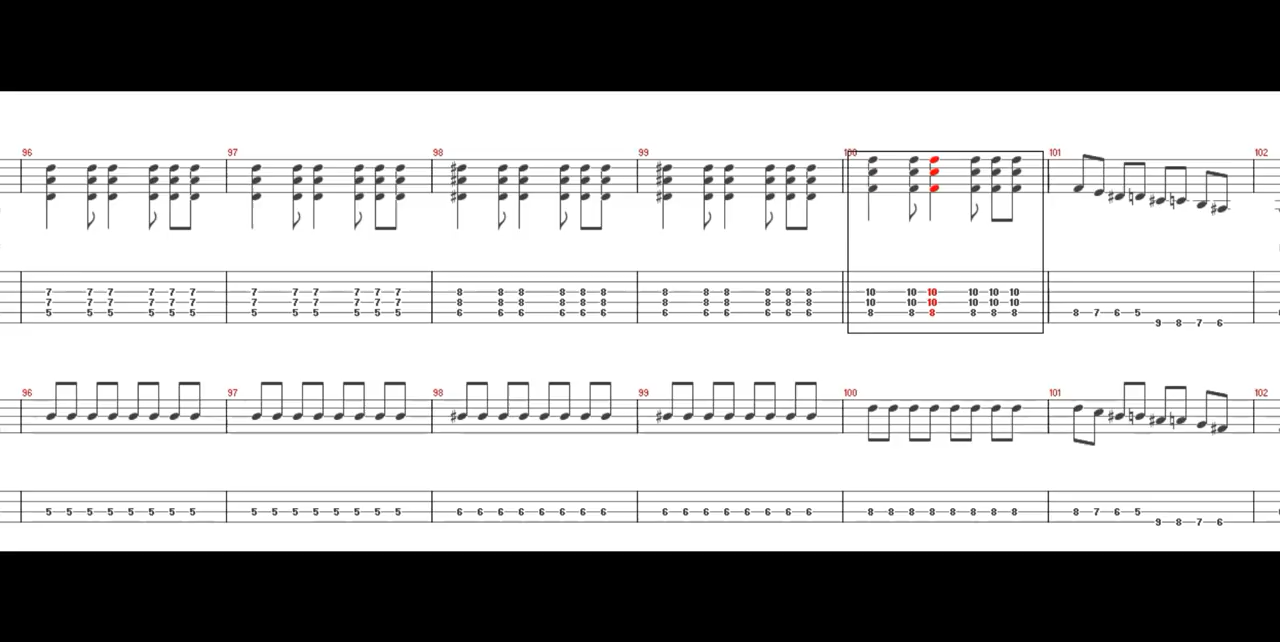 96 97 98 99 100 101 102
7 7 7 7 7 7 7 7 7 7 7 7 8 8 8 8 8 8 8 8 8 8 8 8 10 10 10 10 10 10
7 7 7 7 7 7 7 7 7 7 7 7 8 8 8 8 8 8 8 8 8 8 8 8 10 10 10 10 10 10
5 5 5 5 5 5 5 5 5 5 5 5 6 6 6 6 6 6 6 6 6 6 6 6 8 8 8 8 8 8 8 7 6 5
9 8 7 6
96 97 98 99 100 101 102
5 5 5 5 5 5 5 5 5 5 5 5 5 5 5 5 6 6 6 6 6 6 6 6 6 6 6 6 6 6 6 6 8 8 8 8 8 8 8 8 8 7 6 5
9 8 7 6